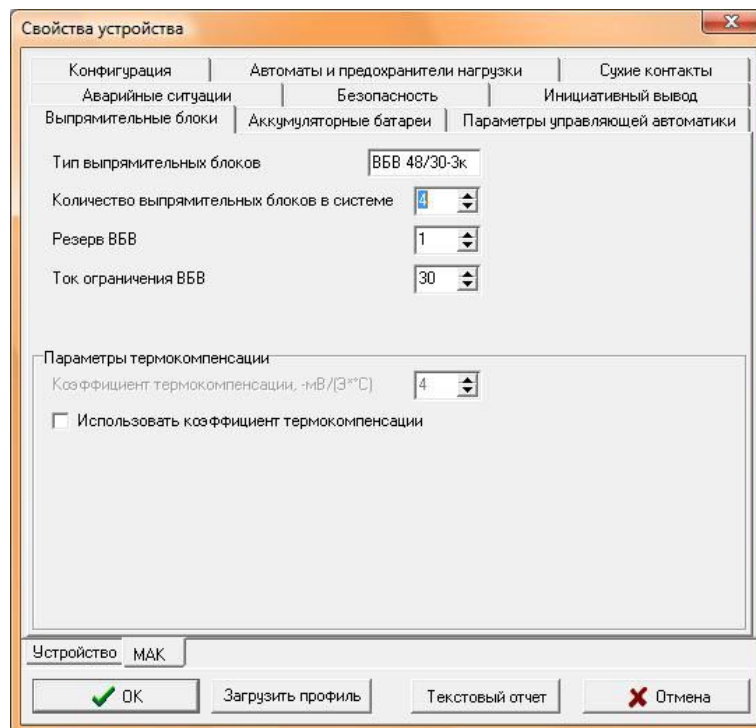 Свойства устройства
Конфигурация
Автоматы и предохранители нагрузки
Сухие контакты
Аварийные ситуации
Безопасность
Инициативный вывод
Выпрямительные блоки
Аккумуляторные батареи
Параметры управляющей автоматики
Тип выпрямительных блоков
ВБВ 48/30-3к
Количество выпрямительных блоков в системе
4
Резерв ВБВ
1
Ток ограничения ВБВ
30
Параметры термокомпенсации
Коэффициент термокомпенсации, -мВ/(Э*°С)
4
Использовать коэффициент термокомпенсации
Устройство
МАК
OK
Загрузить профиль
Текстовый отчет
Отмена